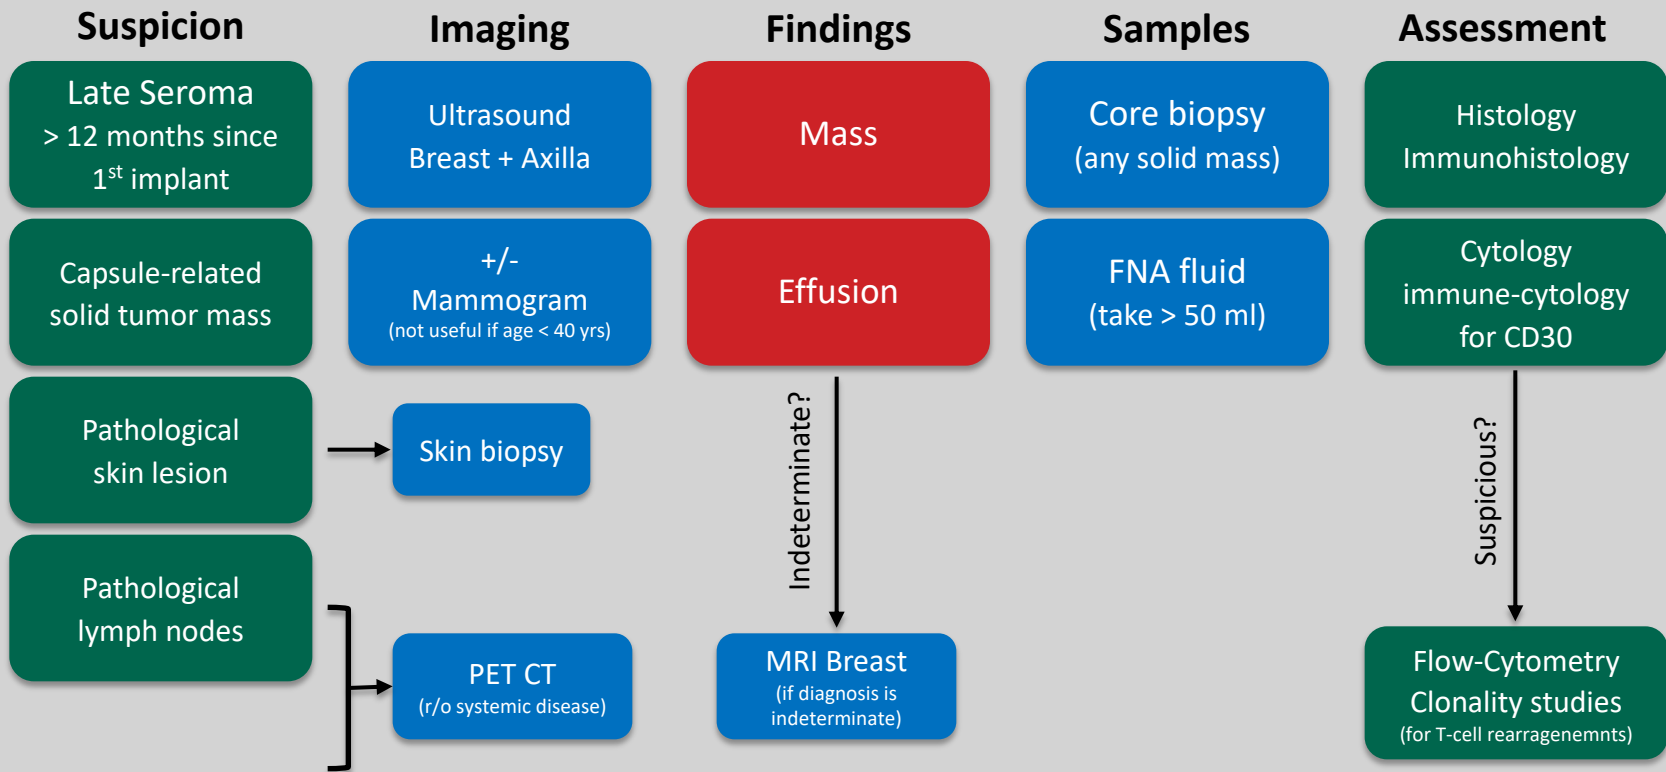 Suspicion
Imaging
Findings
Samples
Assessment
Late Seroma
> 12 months since
1st implant
Ultrasound
Breast + Axilla
Mass
Core biopsy
(any solid mass)
Histology
Immunohistology
Capsule-related
solid tumor mass
+/-
Mammogram
(not useful if age < 40 yrs)
Effusion
FNA fluid
(take > 50 ml)
Cytology
immune-cytology
for CD30
Pathological
skin lesion
Skin biopsy
Indeterminate?
Suspicious?
Pathological
lymph nodes
PET CT
(r/o systemic disease)
MRI Breast
(if diagnosis is
indeterminate)
Flow-Cytometry
Clonality studies
(for T-cell rearragenemnts)